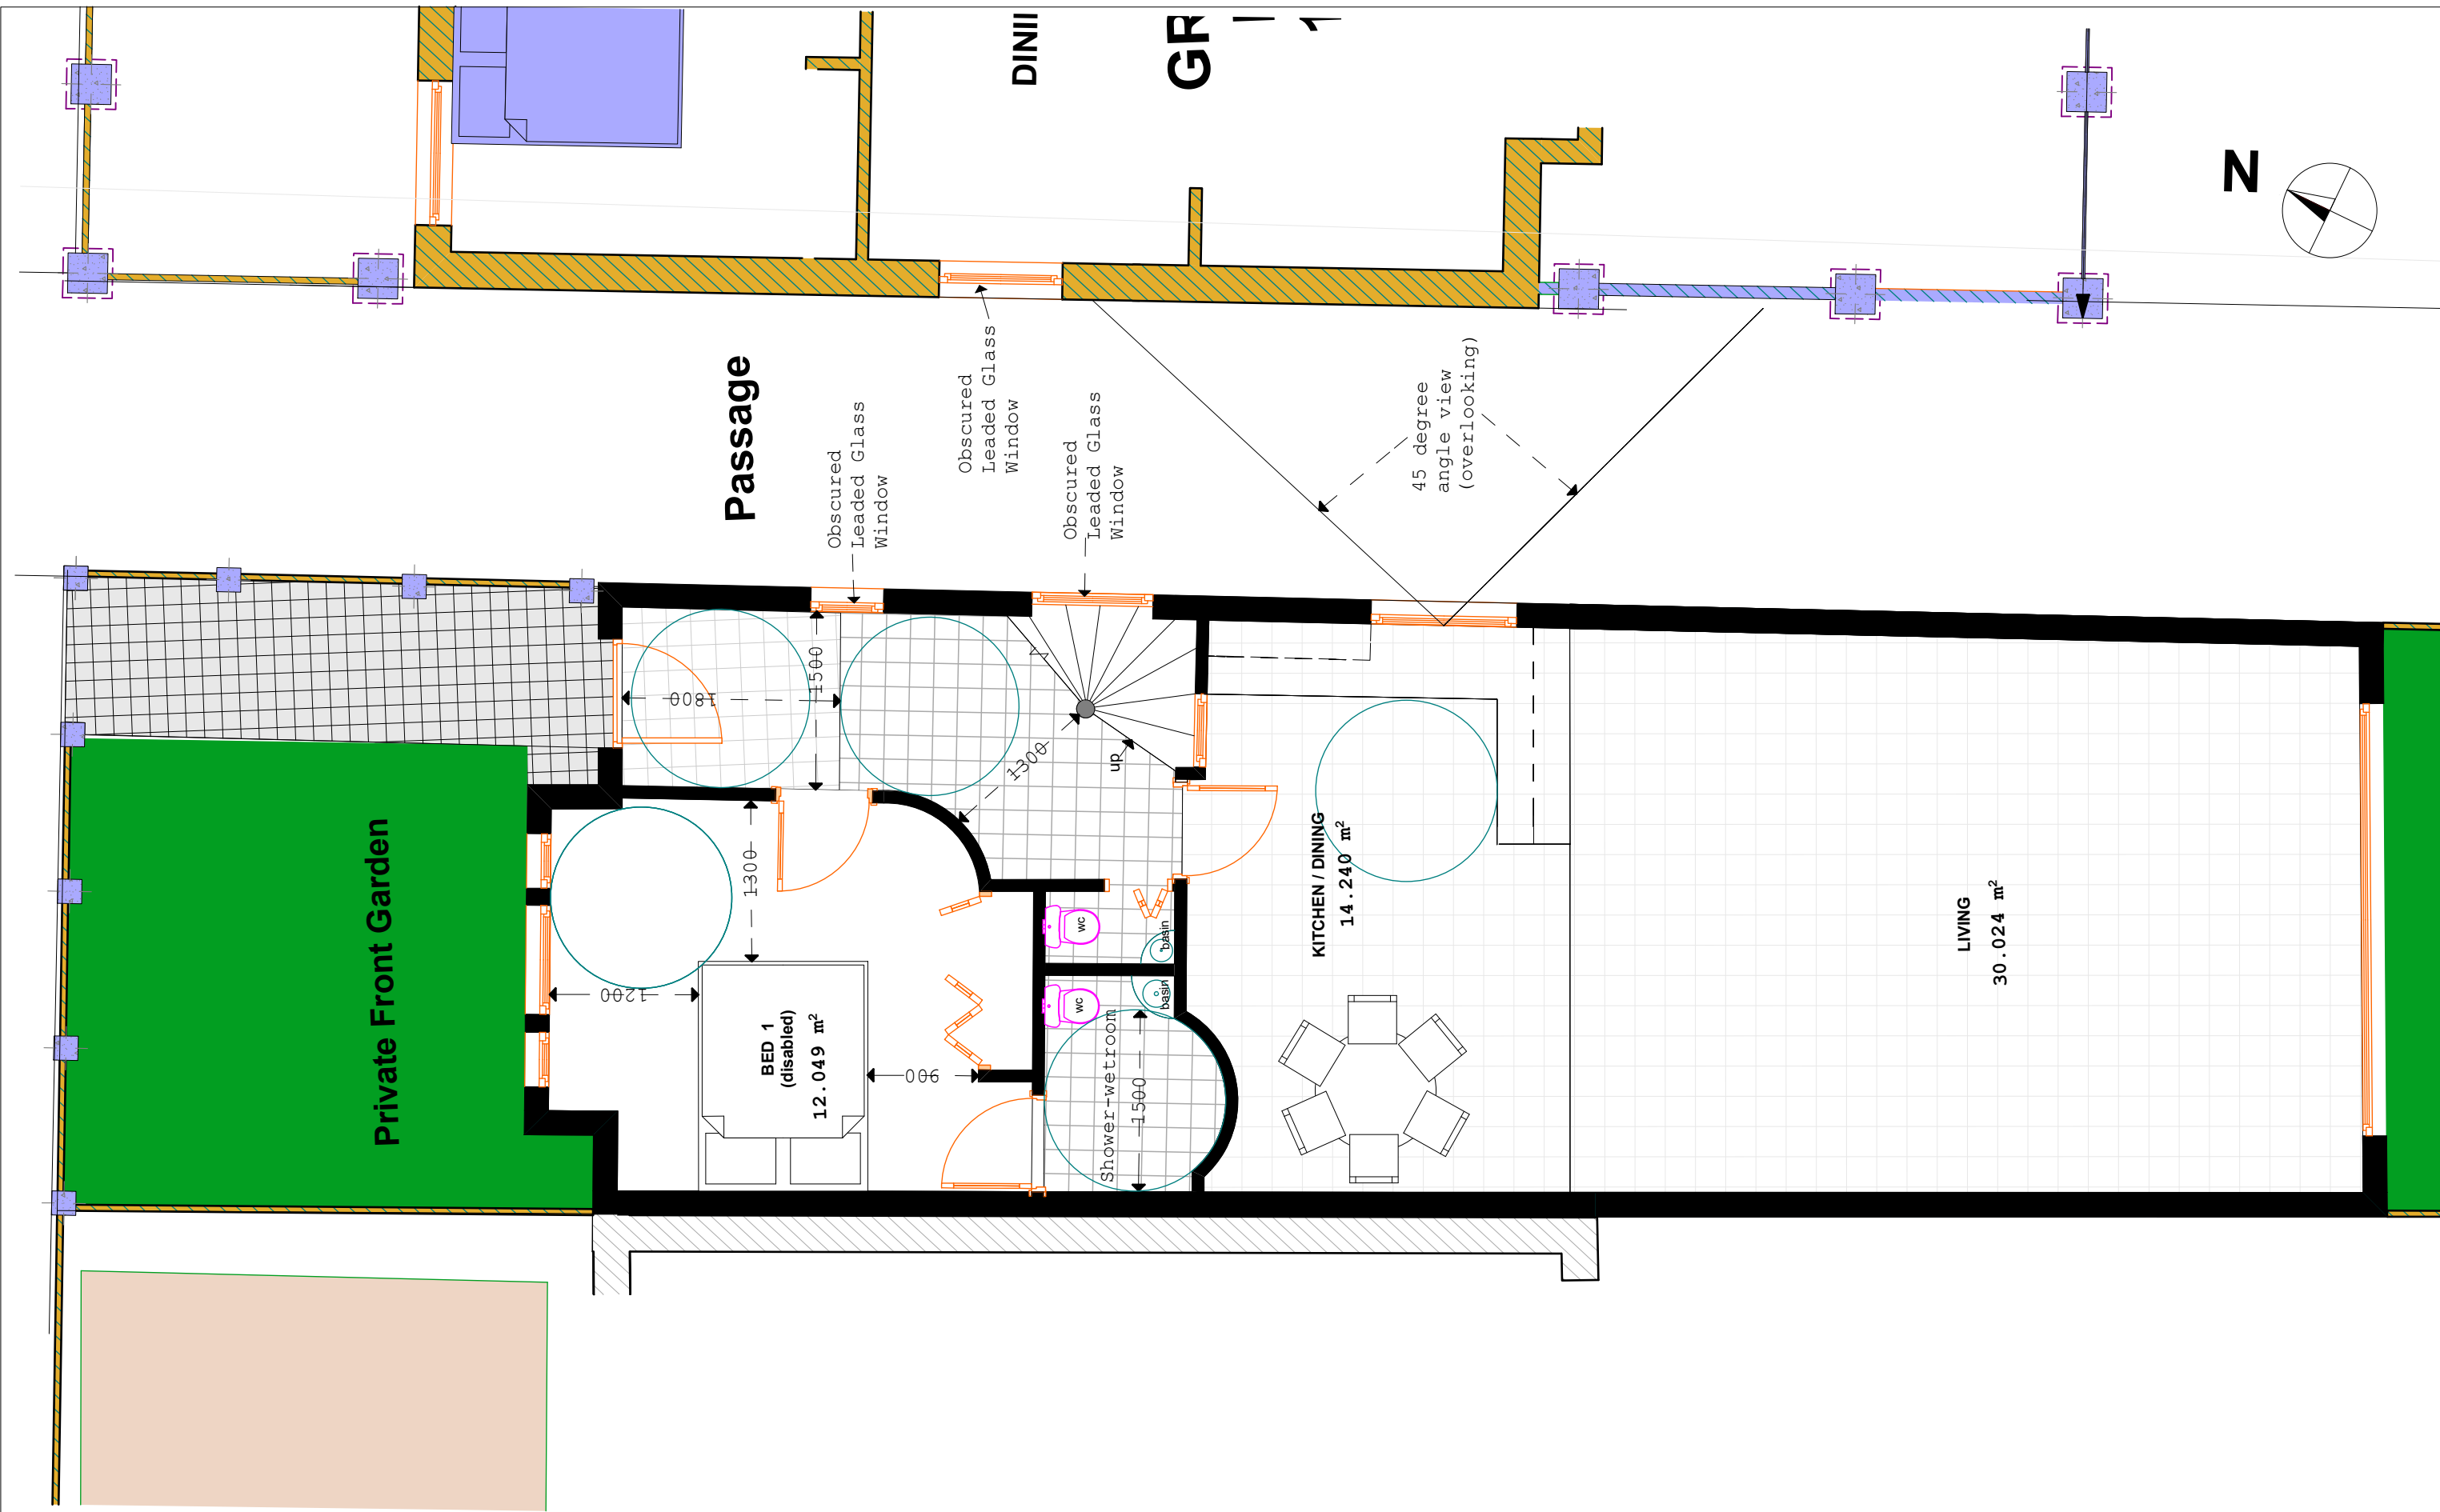 DINII
GR
N
Passage
Obscured
Leaded Glass
Window
Obscured
Leaded Glass
Window
Obscured
Leaded Glass
Window
45 degree
angle view
(overlooking)
1800
1500
1300
up
1300
1200
900
1500
Private Front Garden
BED 1
(disabled)
12.049 m²
wc
basin
wc
basin
Shower-wetroom
KITCHEN / DINING
14.240 m²
LIVING
30.024 m²